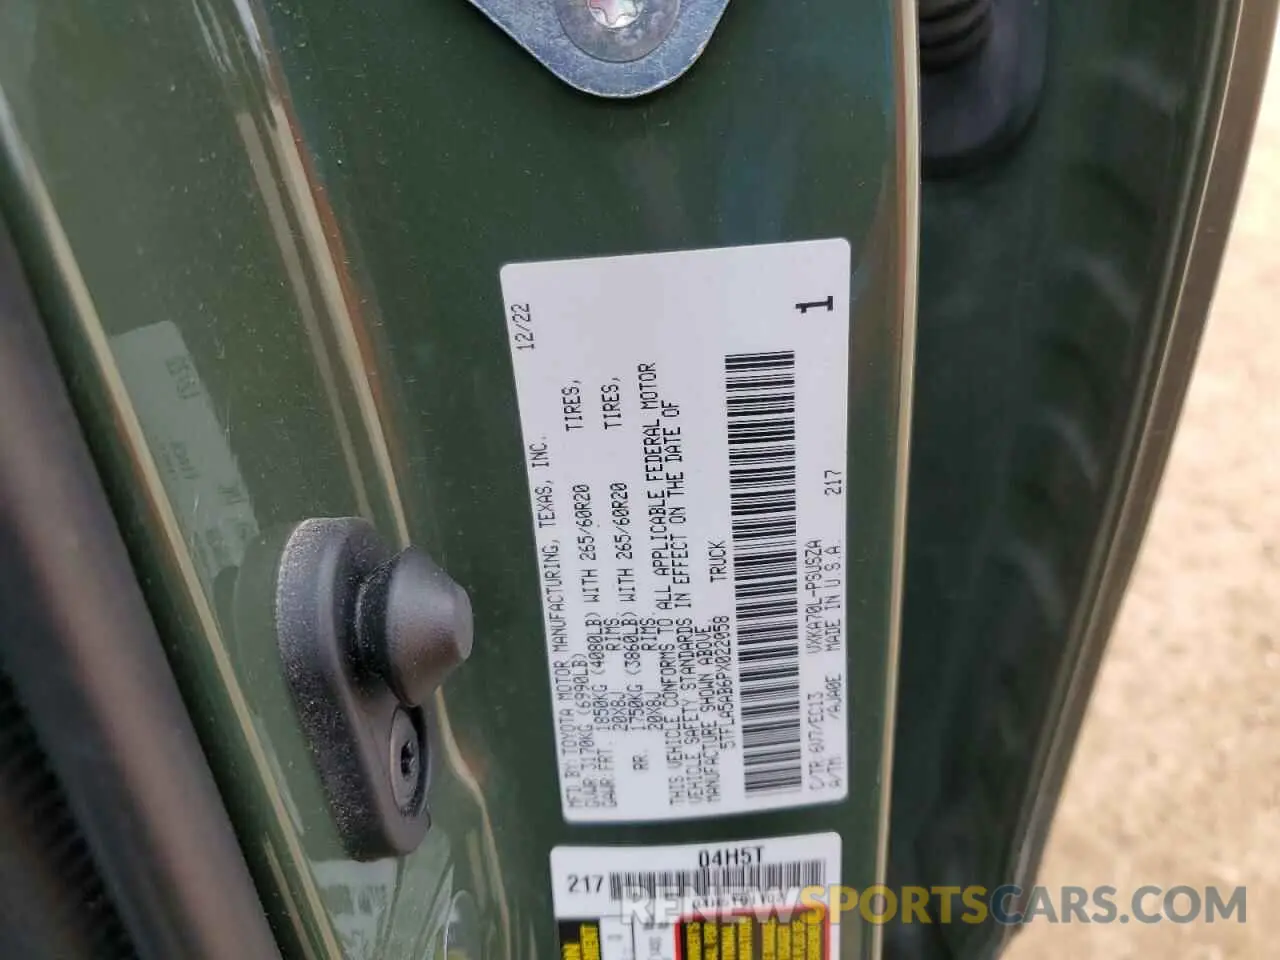 12/22
MFD BY: TOYOTA MOTOR MANUFACTURING, TEXAS, INC.
GVWR: 3170KG (6990LB)
GAWR: FRT. 1850KG (4080LB) WITH 265/60R20 TIRES,
20X8J RIMS
RR. 1750KG (3860LB) WITH 265/60R20 TIRES,
20X8J RIMS
THIS VEHICLE CONFORMS TO ALL APPLICABLE FEDERAL MOTOR
VEHICLE SAFETY STANDARDS IN EFFECT ON THE DATE OF
MANUFACTURE SHOWN ABOVE.
5TFLA5AB6PX022058 TRUCK
1
C/TR 6V7/EC13 VXKA70L-PSUSZA 217
A/TM /AJA0E MADE IN U.S.A.
04H5T
217
RENEWSPORTSCARS.COM